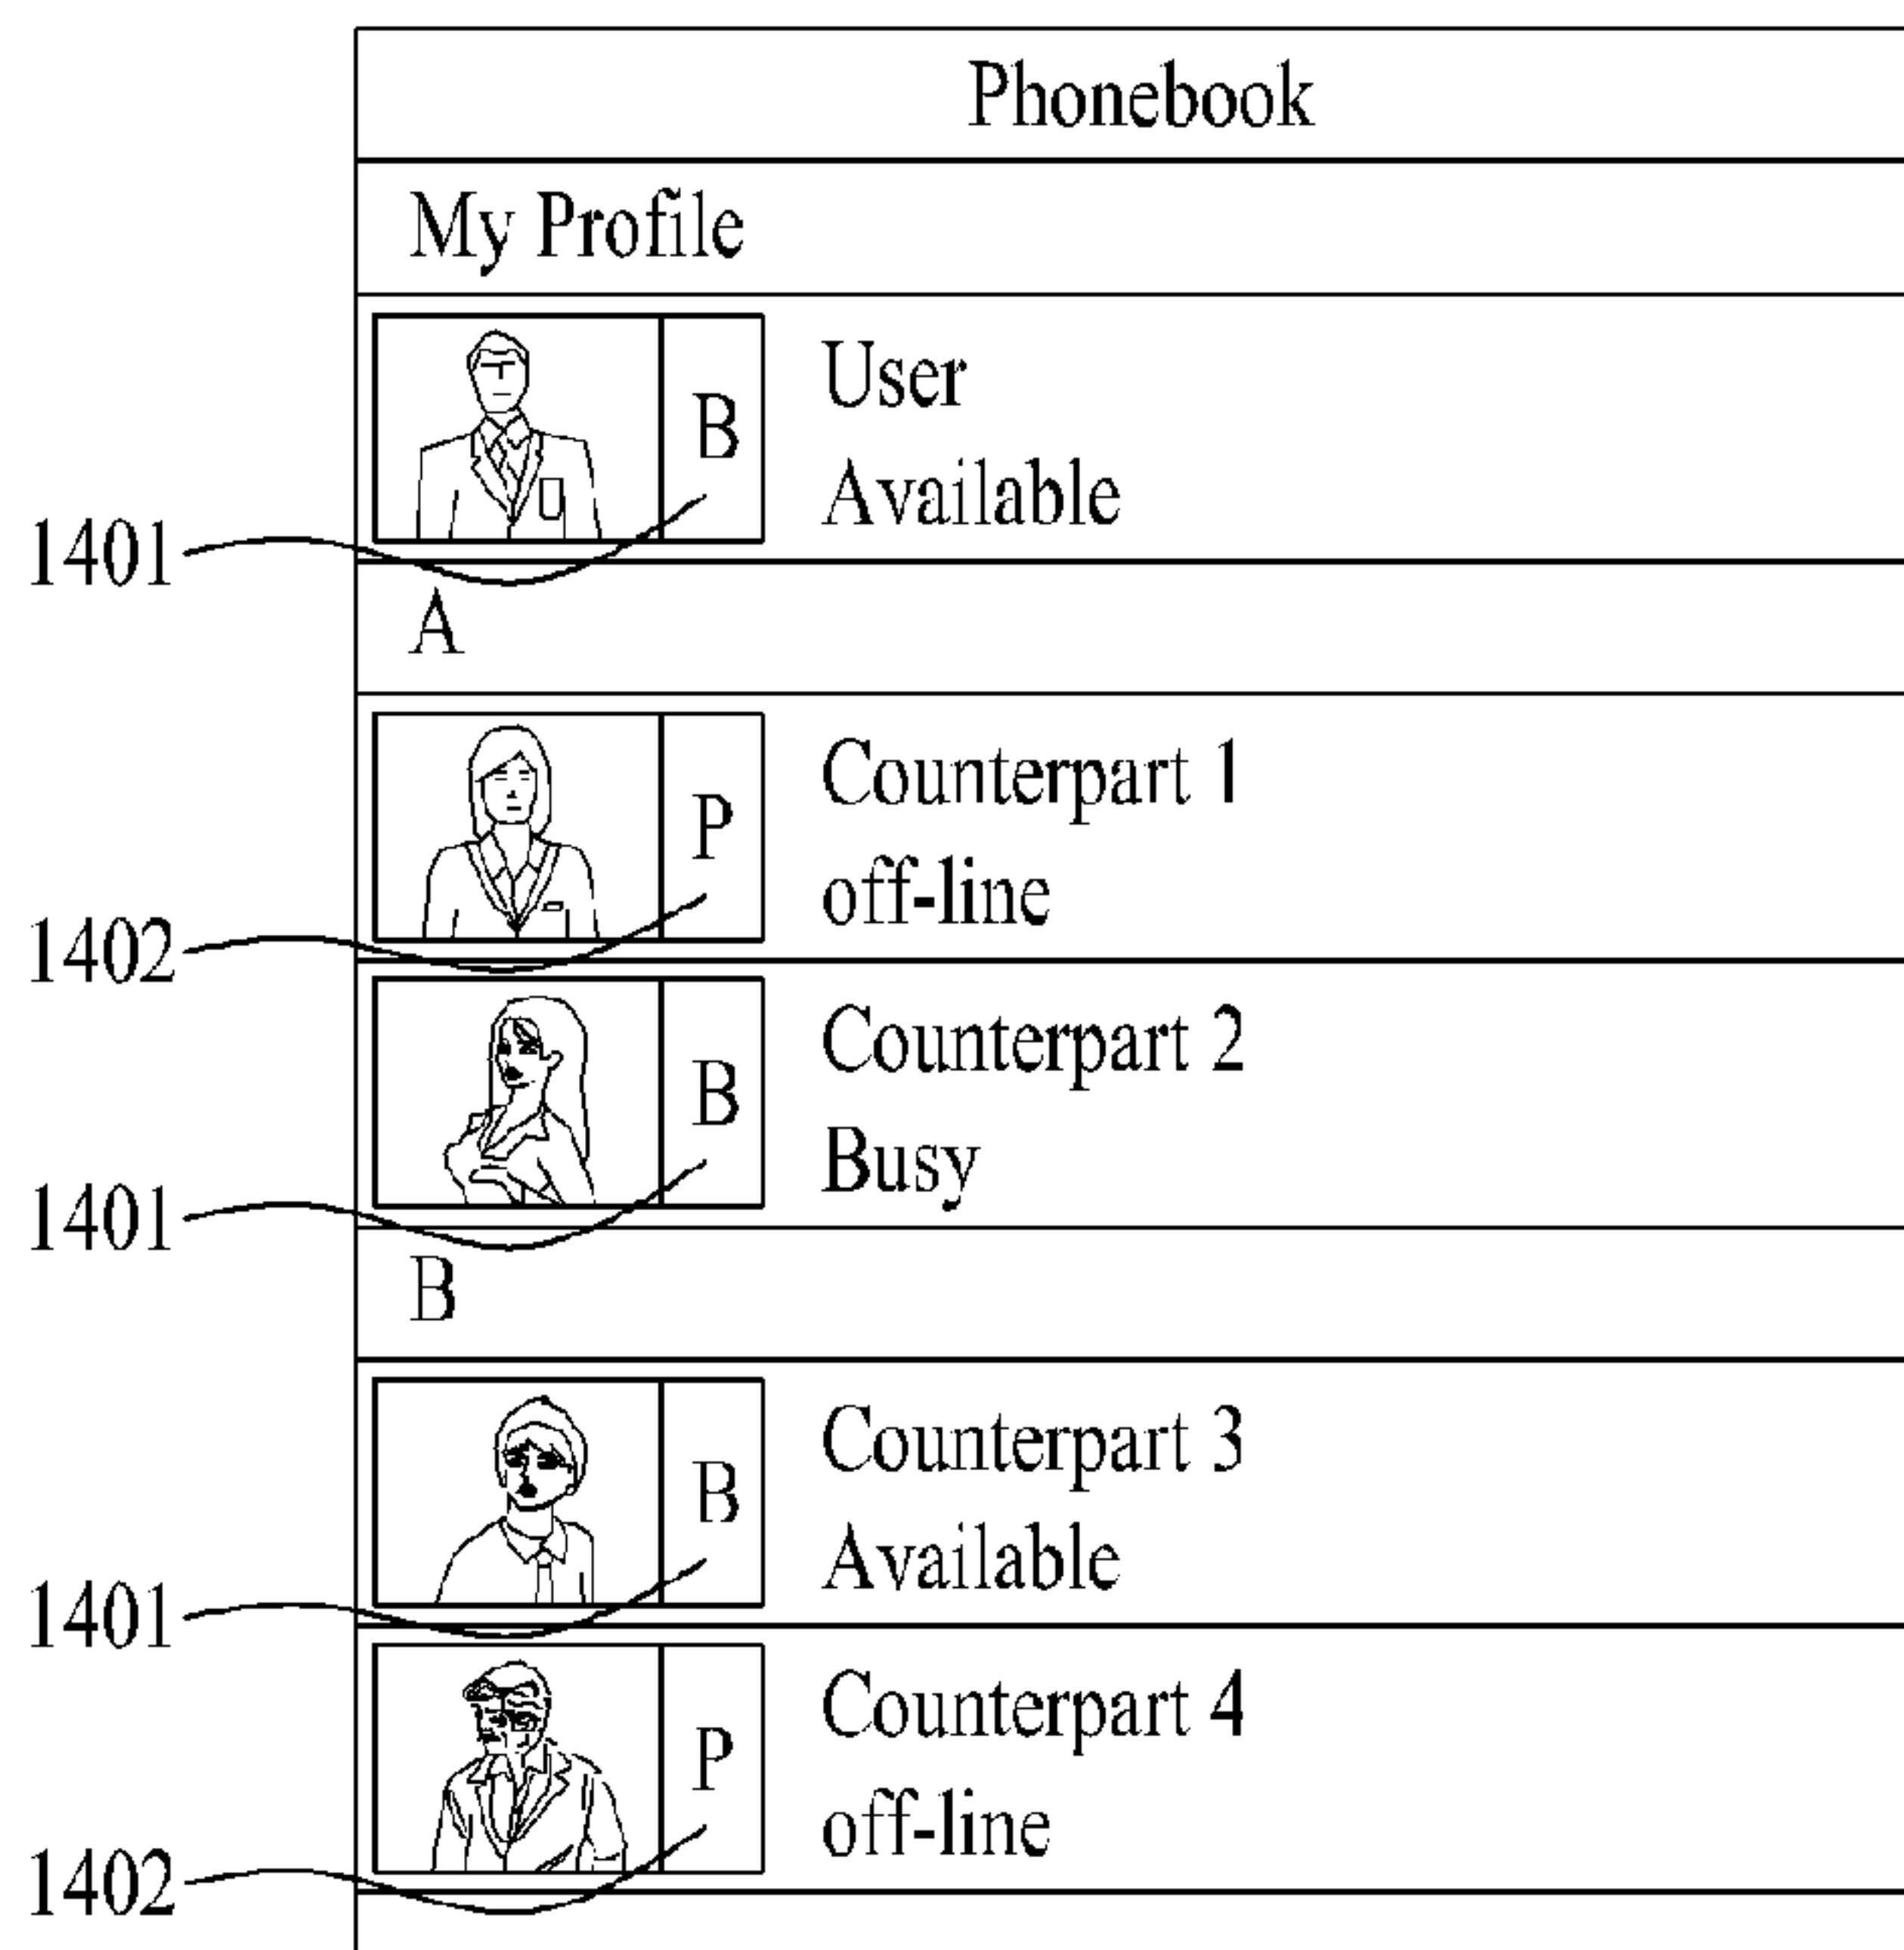 Phonebook
My Profile
B
User
Available
1401
A
P
Counterpart 1
off-line
1402
B
Counterpart 2
Busy
1401
B
B
Counterpart 3
Available
1401
P
Counterpart 4
off-line
1402